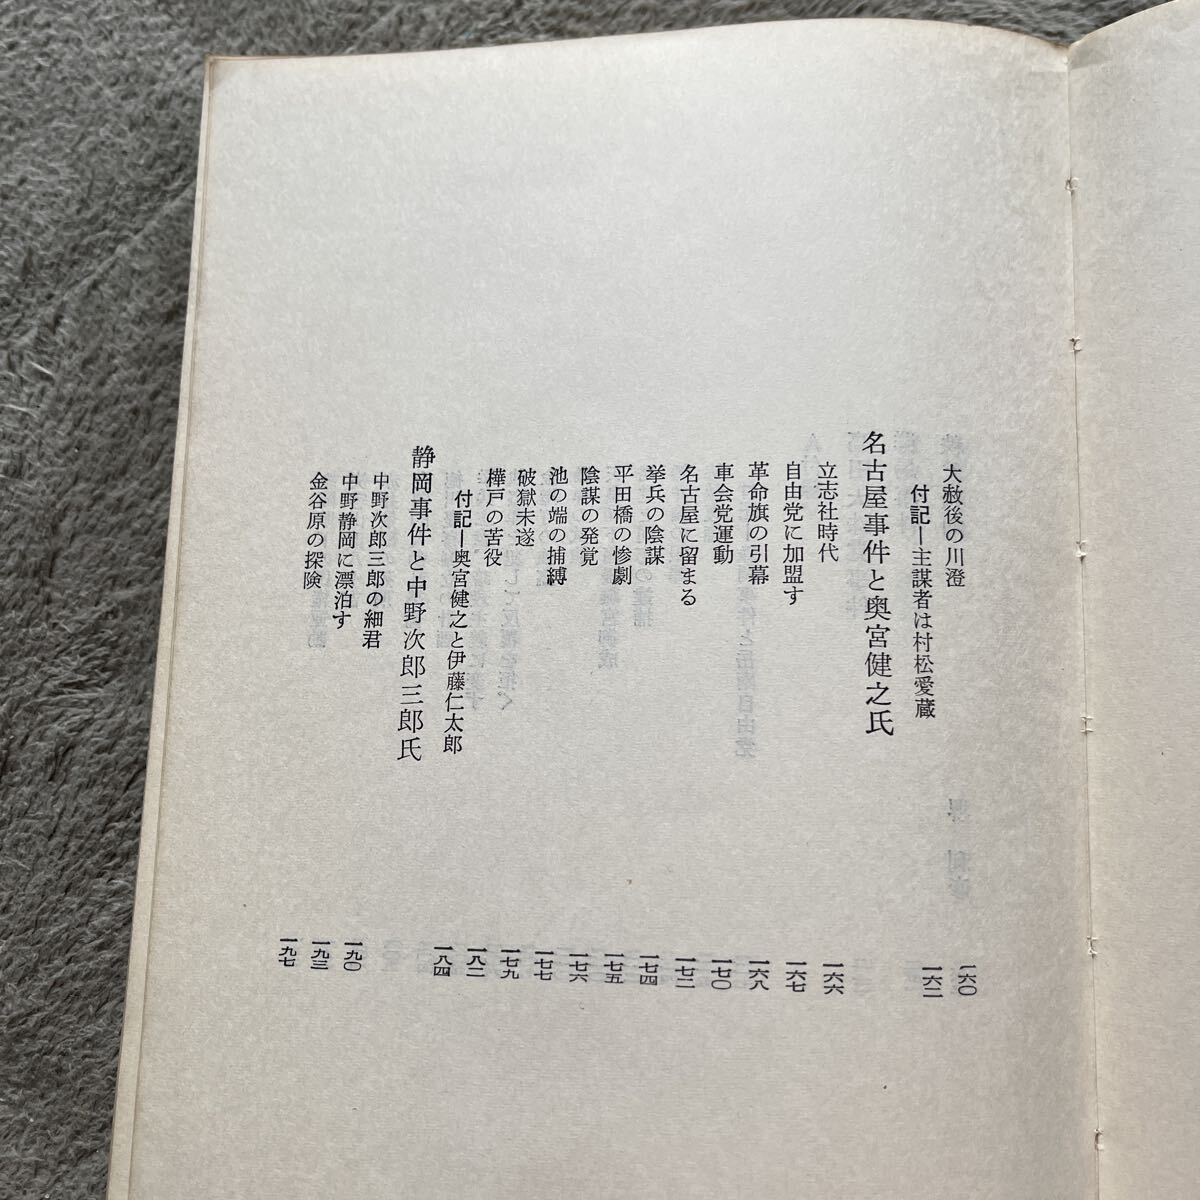 大赦後の川澄 一六〇
付記―主謀者は村松愛蔵 一六二
名古屋事件と奥宮健之氏
立志社時代 一六六
自由党に加盟す 一六七
革命旗の引幕 一六八
車会党運動 一七〇
名古屋に留まる 一七二
挙兵の陰謀 一七四
平田橋の惨劇 一七五
陰謀の発覚 一七六
池の端の捕縛 一七七
破獄未遂 一七九
樺戸の苦役 一八二
付記―奥宮健之と伊藤仁太郎 一八四
静岡事件と中野次郎三郎氏
中野次郎三郎の細君 一九〇
中野静岡に漂泊す 一九三
金谷原の探険 一九七